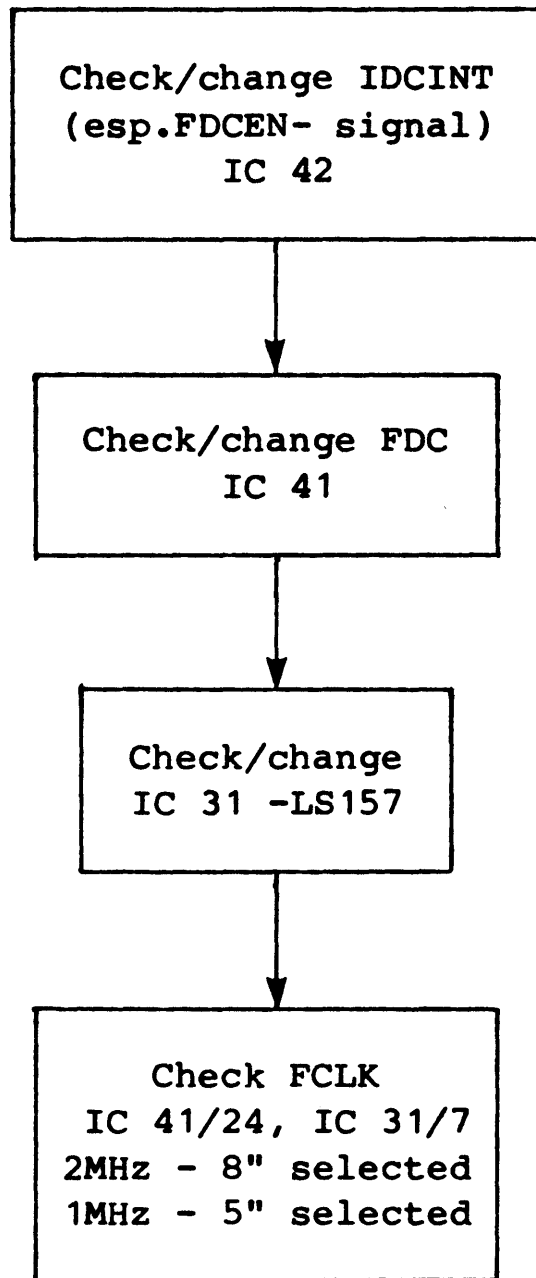 Check/change IDCINT
(esp.FDCEN- signal)
IC 42
Check/change FDC
IC 41
Check/change
IC 31 -LS157
Check FCLK
IC 41/24, IC 31/7
2MHz - 8" selected
1MHz - 5" selected